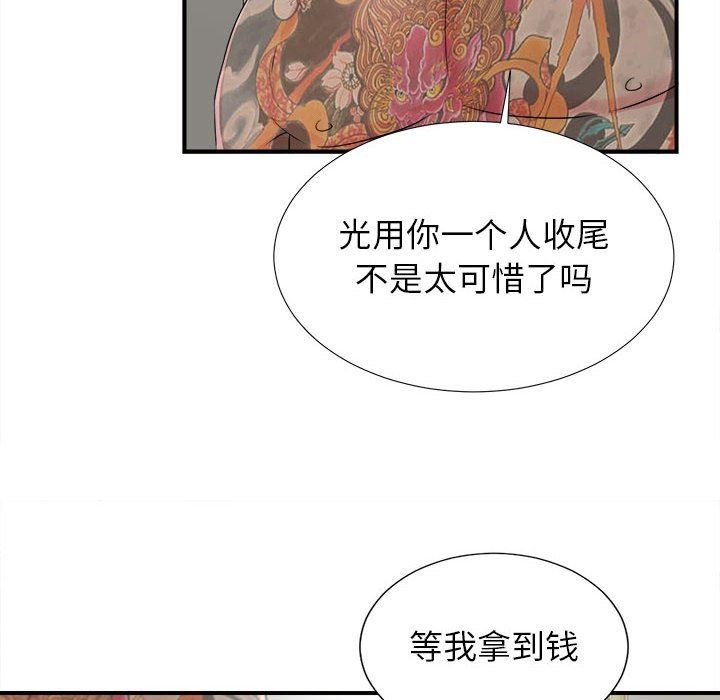 光用你一个人收尾
不是太可惜了吗
等我拿到钱